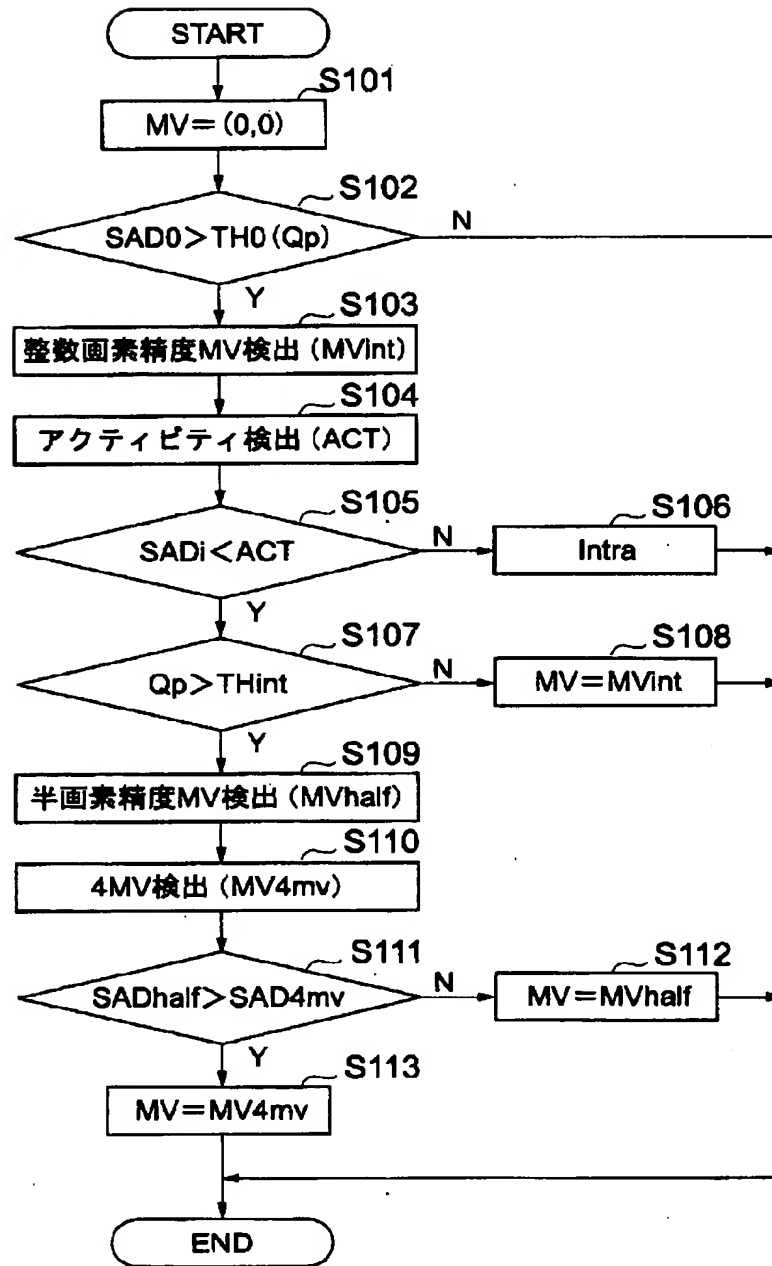 START
S101
MV=(0,0)
S102
SAD0>TH0(Qp)
N
Y
S103
整数画素精度MV検出(MVint)
S104
アクティビティ検出(ACT)
S105
SADi<ACT
N
S106
Intra
Y
S107
Qp>THint
N
S108
MV=MVint
Y
S109
半画素精度MV検出(MVhalf)
S110
4MV検出(MV4mv)
S111
SADhalf>SAD4mv
N
S112
MV=MVhalf
Y
S113
MV=MV4mv
END